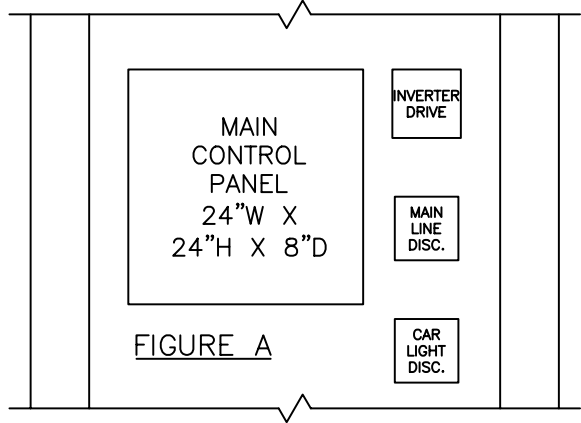 MAIN
CONTROL
PANEL
24"W X
24"H X 8"D
INVERTER
DRIVE
MAIN
LINE
DISC.
CAR
LIGHT
DISC.
FIGURE A